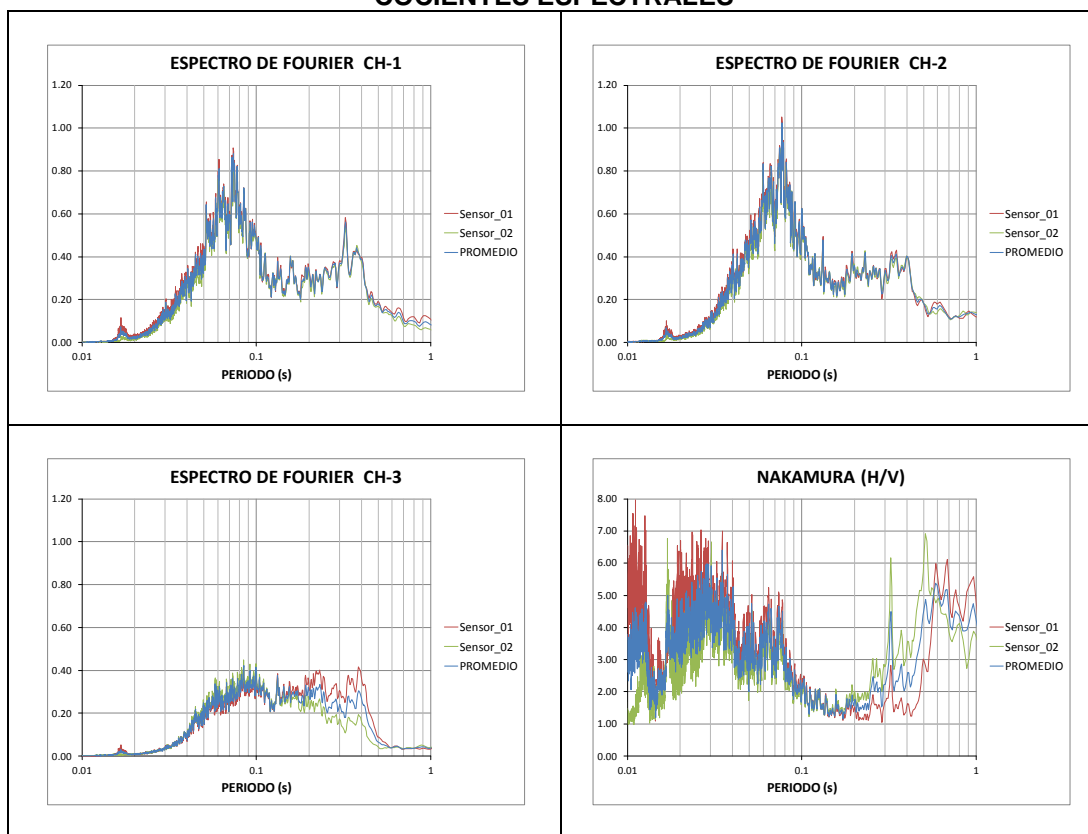 COCIENTES ESPECTRALES
ESPECTRO DE FOURIER CH-1
1.20
1.00
0.80
0.60
0.40
0.20
0.00
0.01
0.1
1
PERIODO (s)
Sensor_01
Sensor_02
PROMEDIO
ESPECTRO DE FOURIER CH-2
1.20
1.00
0.80
0.60
0.40
0.20
0.00
0.01
0.1
1
PERIODO (s)
Sensor_01
Sensor_02
PROMEDIO
ESPECTRO DE FOURIER CH-3
1.20
1.00
0.80
0.60
0.40
0.20
0.00
0.01
0.1
1
PERIODO (s)
Sensor_01
Sensor_02
PROMEDIO
NAKAMURA (H/V)
8.00
7.00
6.00
5.00
4.00
3.00
2.00
1.00
0.00
0.01
0.1
1
PERIODO (s)
Sensor_01
Sensor_02
PROMEDIO